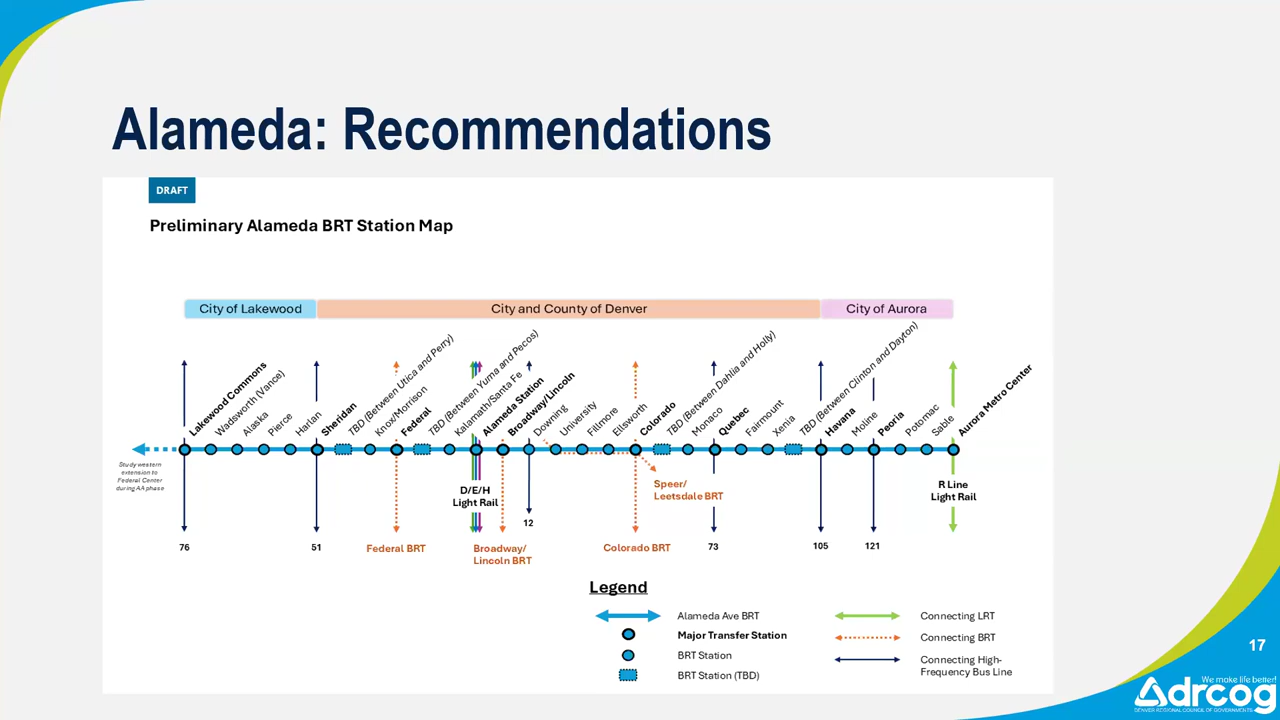 Alameda: Recommendations
DRAFT
Preliminary Alameda BRT Station Map
City of Lakewood
City and County of Denver
City of Aurora
Lakewood Commons
Wadsworth (Vance)
Alaska
Pierce
Harlan
Sheridan
TBD (Between Utica and Perry)
Knox/Morrison
Federal
TBD (Between Yuma and Pecos)
Kalamath/Santa Fe
Alameda Station
Broadway/Lincoln
Downing
University
Fillmore
Ellsworth
Colorado
TBD (Between Dahlia and Holly)
Monaco
Quebec
Fairmount
Xenia
TBD (Between Clinton and Dayton)
Havana
Moline
Peoria
Potomac
Sable
Aurora Metro Center
Study western
extension to
Federal Center
during AA phase
D/E/H
Light Rail
Speer/
Leetsdale BRT
R Line
Light Rail
12
76
51
Federal BRT
Broadway/
Lincoln BRT
Colorado BRT
73
105
121
Legend
Alameda Ave BRT
Major Transfer Station
BRT Station
BRT Station (TBD)
Connecting LRT
Connecting BRT
Connecting High-
Frequency Bus Line
17
We make life better!
drcog
DENVER REGIONAL COUNCIL OF GOVERNMENTS